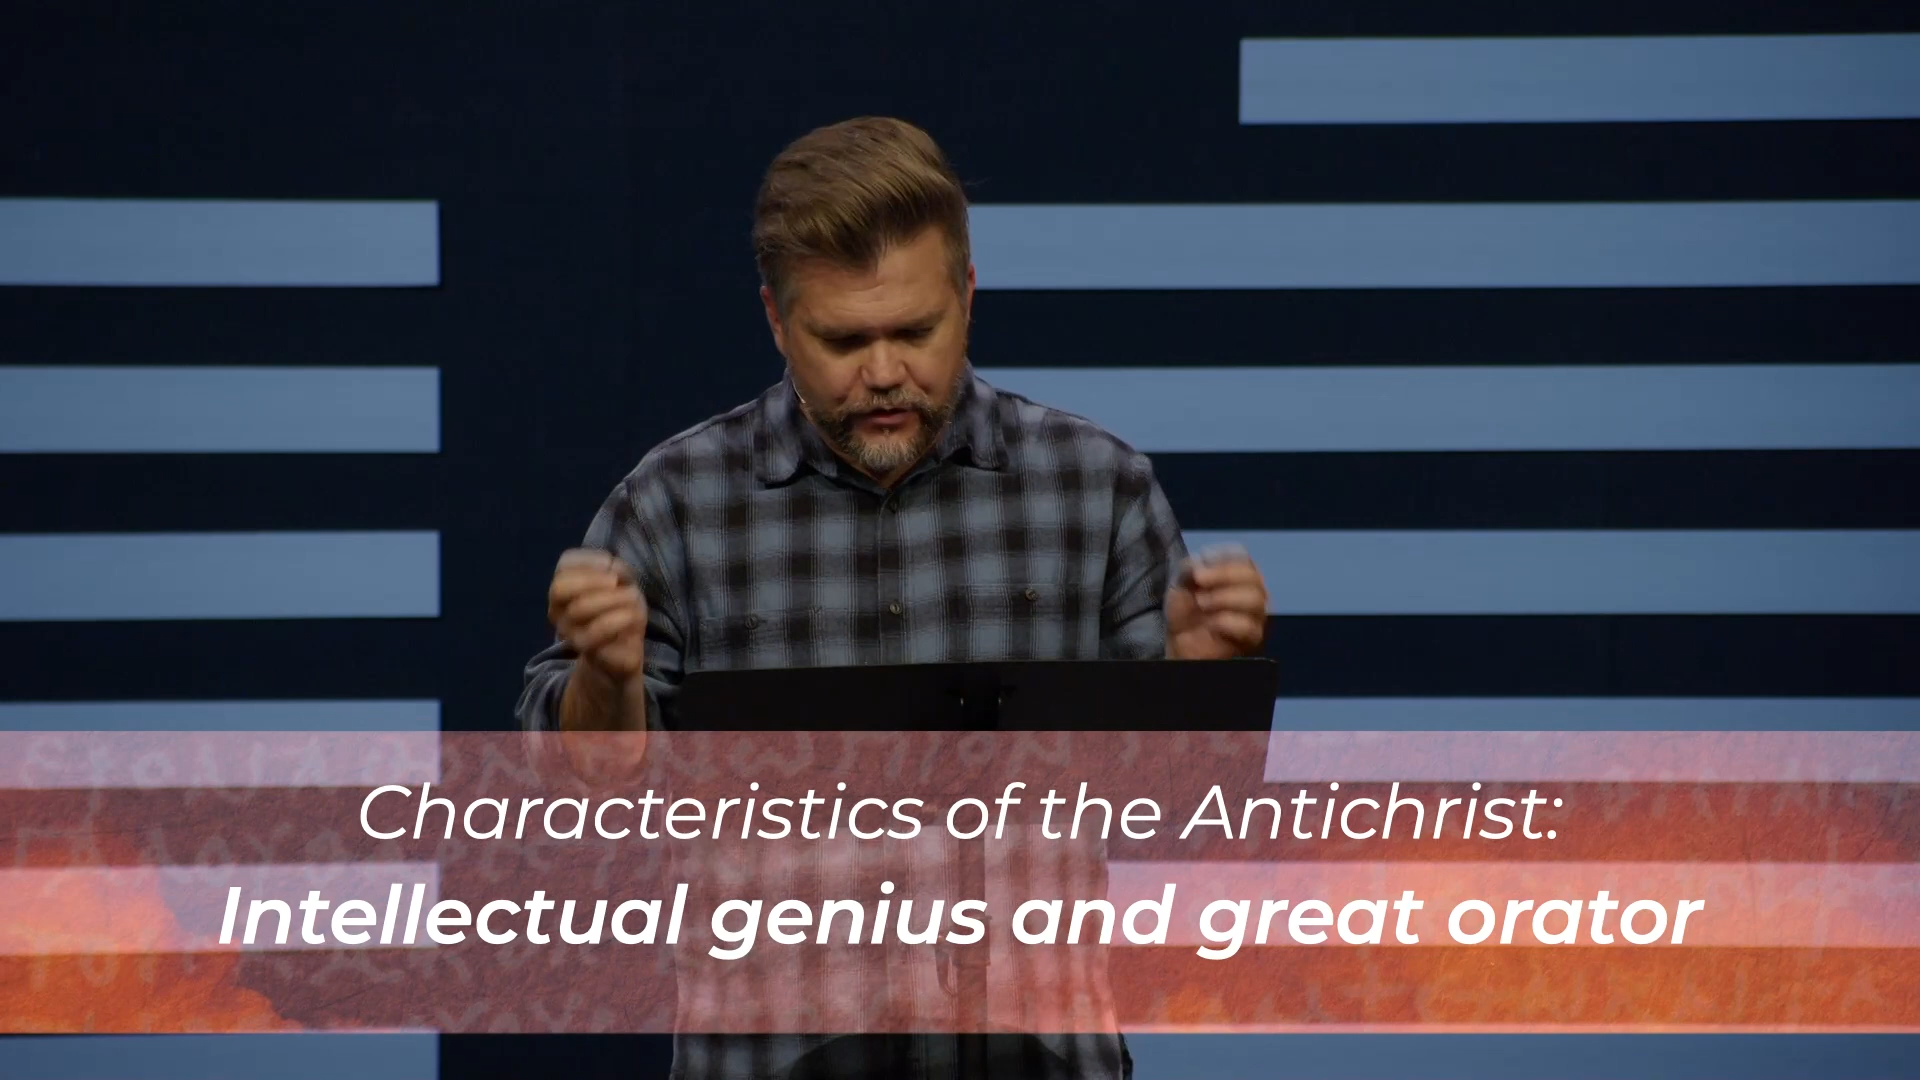 Characteristics of the Antichrist:
Intellectual genius and great orator